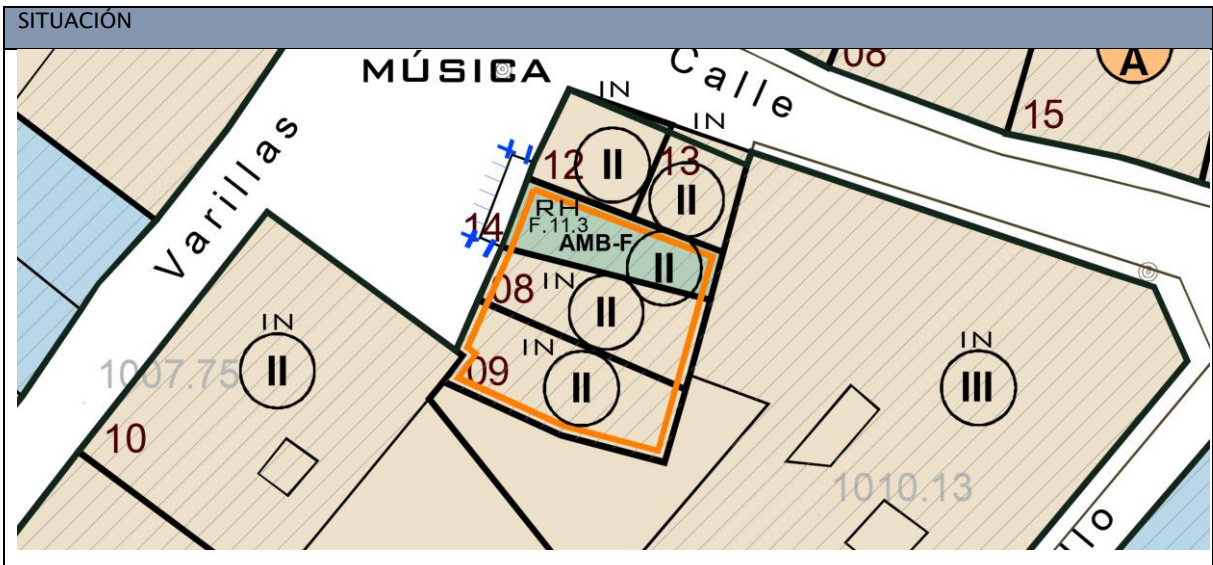 SITUACIÓN
MÚSICA
Calle
08
A
15
Varillas
IN
IN
12
II
13
II
14
RH
F.11.3
AMB-F
II
08
IN
II
IN
II
09
IN
II
1007.75
10
IN
III
1010.13
llo